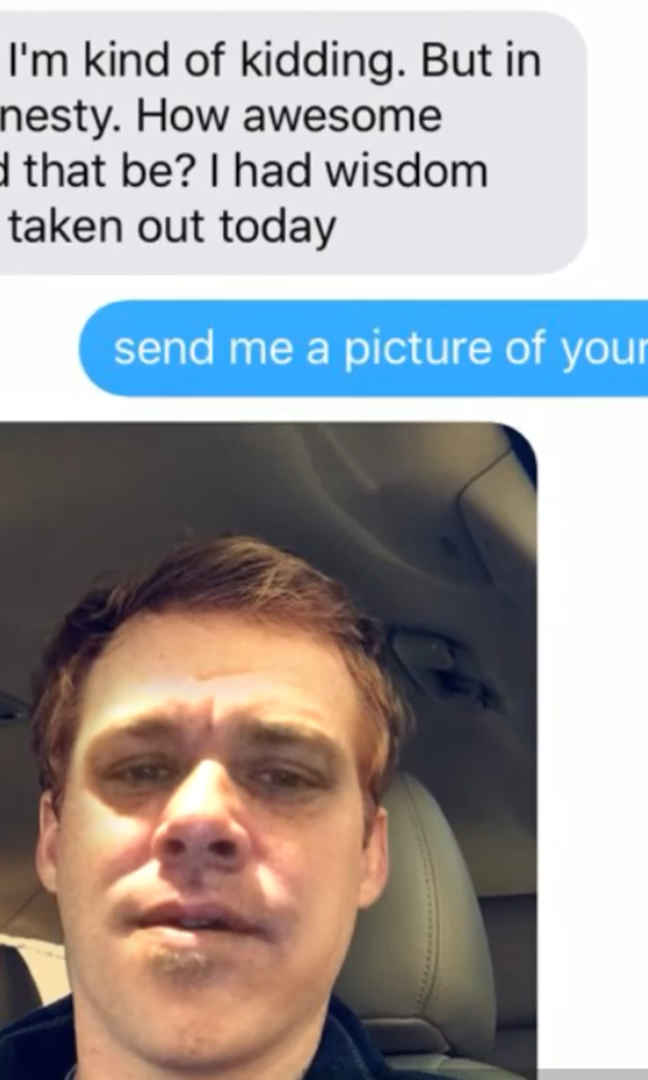 I'm kind of kidding. But in
nesty. How awesome
d that be? I had wisdom
taken out today
send me a picture of your